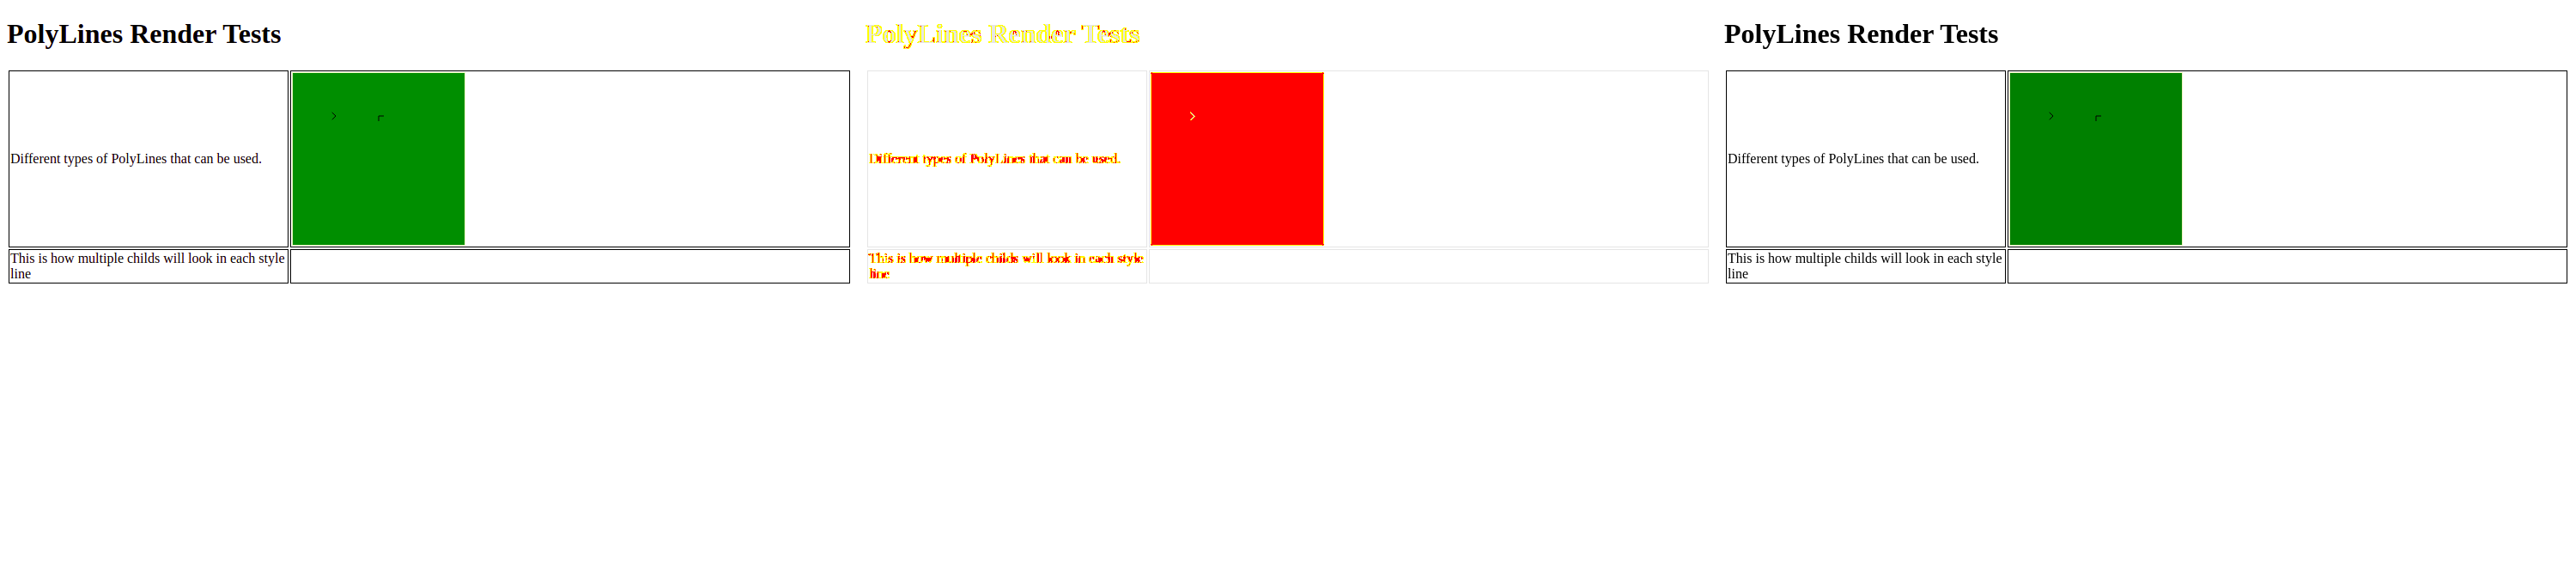 PolyLines Render Tests
Different types of PolyLines that can be used.
This is how multiple childs will look in each style
line
PolyLines Render Tests
Different types of PolyLines that can be used.
This is how multiple childs will look in each style
line
PolyLines Render Tests
Different types of PolyLines that can be used.
This is how multiple childs will look in each style
line